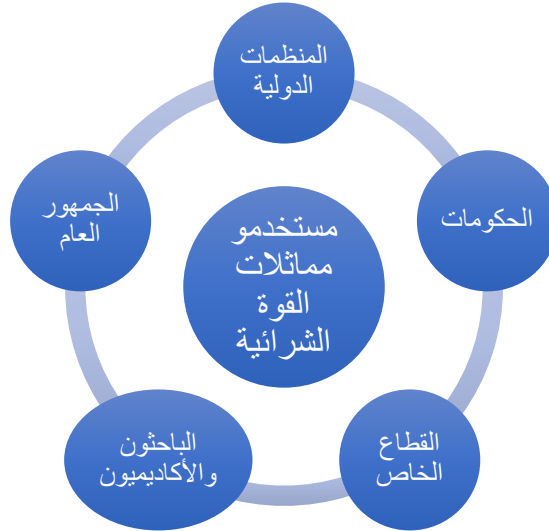 المنظمات
الدولية
الحكومات
القطاع
الخاص
الباحثون
والأكاديميون
الجمهور
العام
مستخدمو
مماثلات
القوة
الشرائية